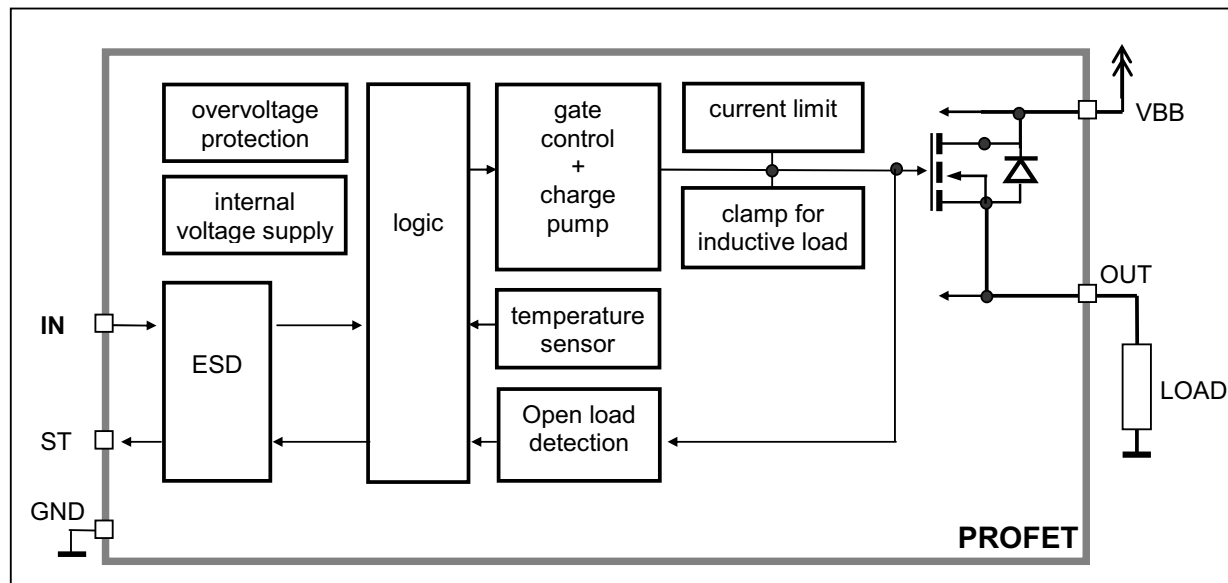 overvoltage
protection
internal
voltage supply
logic
gate
control
+
charge
pump
current limit
clamp for
inductive load
VBB
IN
ESD
temperature
sensor
OUT
LOAD
ST
Open load
detection
GND
PROFET